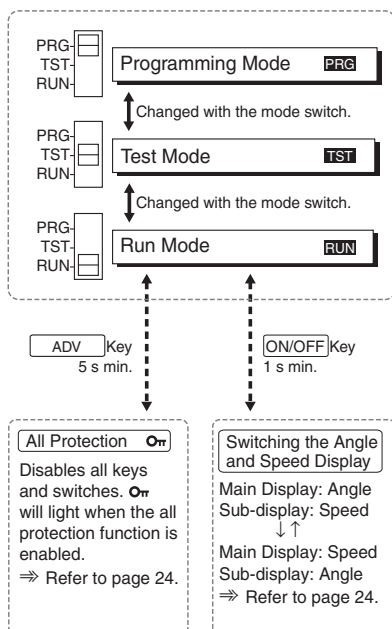 PRG
TST
RUN
Programming Mode PRG
Changed with the mode switch.
PRG
TST
RUN
Test Mode TST
Changed with the mode switch.
PRG
TST
RUN
Run Mode RUN
ADV Key
5 s min.
ON/OFF Key
1 s min.
All Protection
Disables all keys
and switches.
will light when the all
protection function is
enabled.
⇒ Refer to page 24.
Switching the Angle
and Speed Display
Main Display: Angle
Sub-display: Speed
↓↑
Main Display: Speed
Sub-display: Angle
⇒ Refer to page 24.